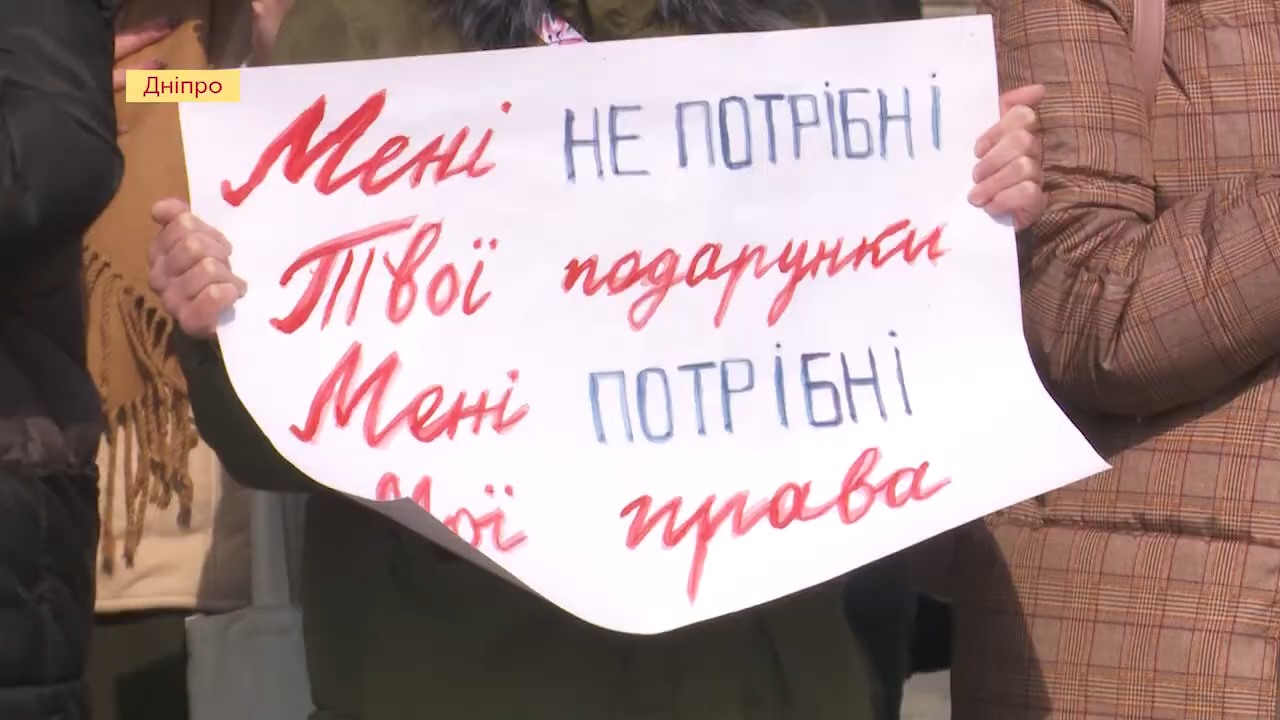 Дніпро
Мені НЕ ПОТРІБНІ
Твої подарунки
Мені ПОТРІБНІ
Мої права